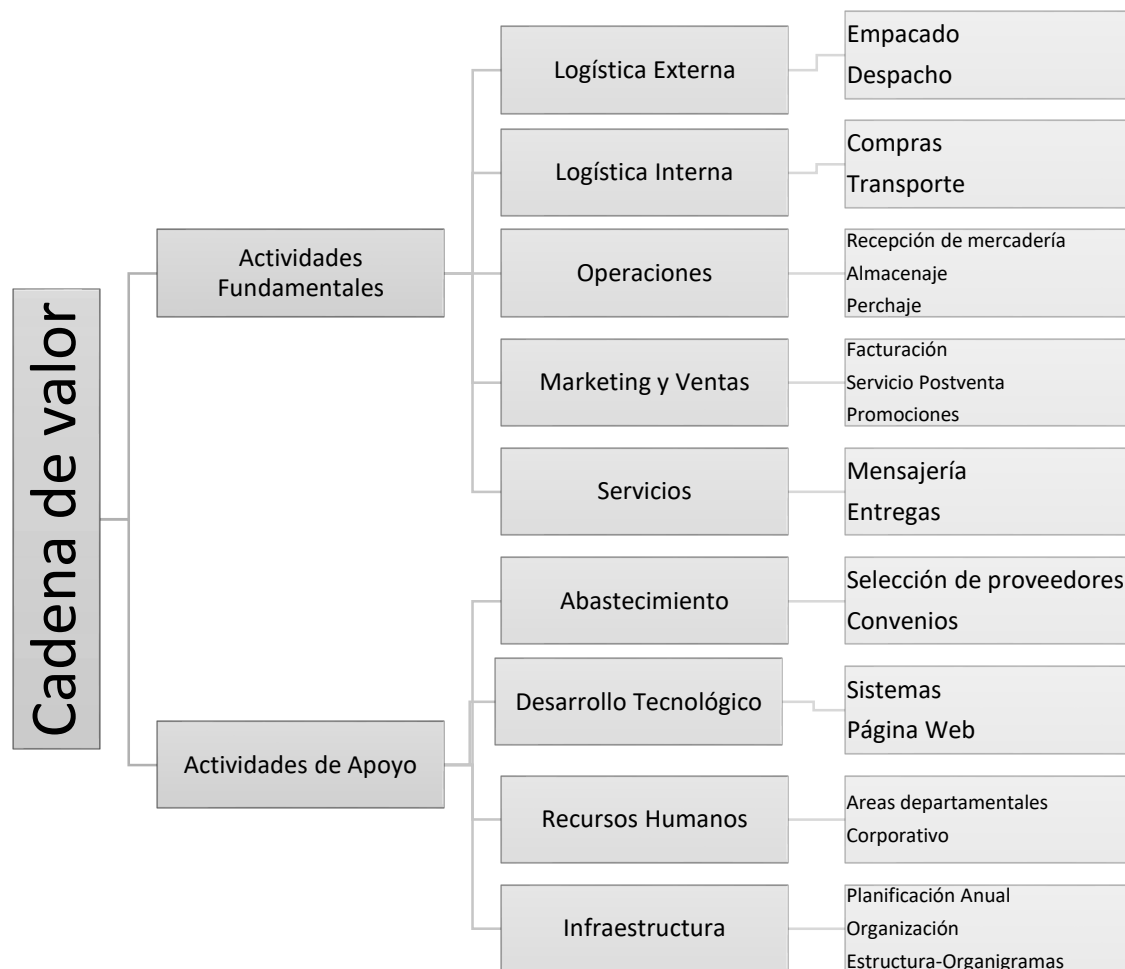 Cadena de valor
Actividades
Fundamentales
Logística Externa
Empacado
Despacho
Logística Interna
Compras
Transporte
Operaciones
Recepción de mercadería
Almacenaje
Perchaje
Marketing y Ventas
Facturación
Servicio Postventa
Promociones
Servicios
Mensajería
Entregas
Actividades de Apoyo
Abastecimiento
Selección de proveedores
Convenios
Desarrollo Tecnológico
Sistemas
Página Web
Recursos Humanos
Areas departamentales
Corporativo
Infraestructura
Planificación Anual
Organización
Estructura-Organigramas